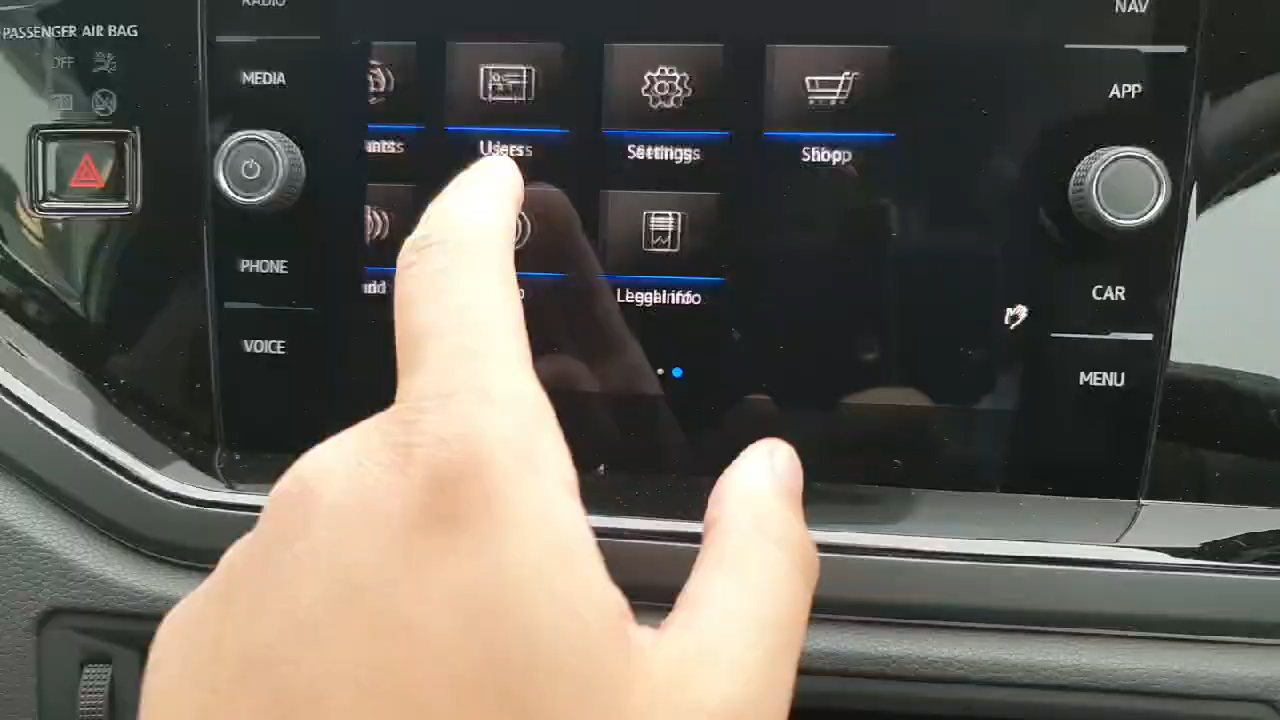 RADIO
NAV
PASSENGER AIR BAG
OFF
MEDIA
APP
Users
Settings
Shop
PHONE
CAR
Legal info
VOICE
MENU